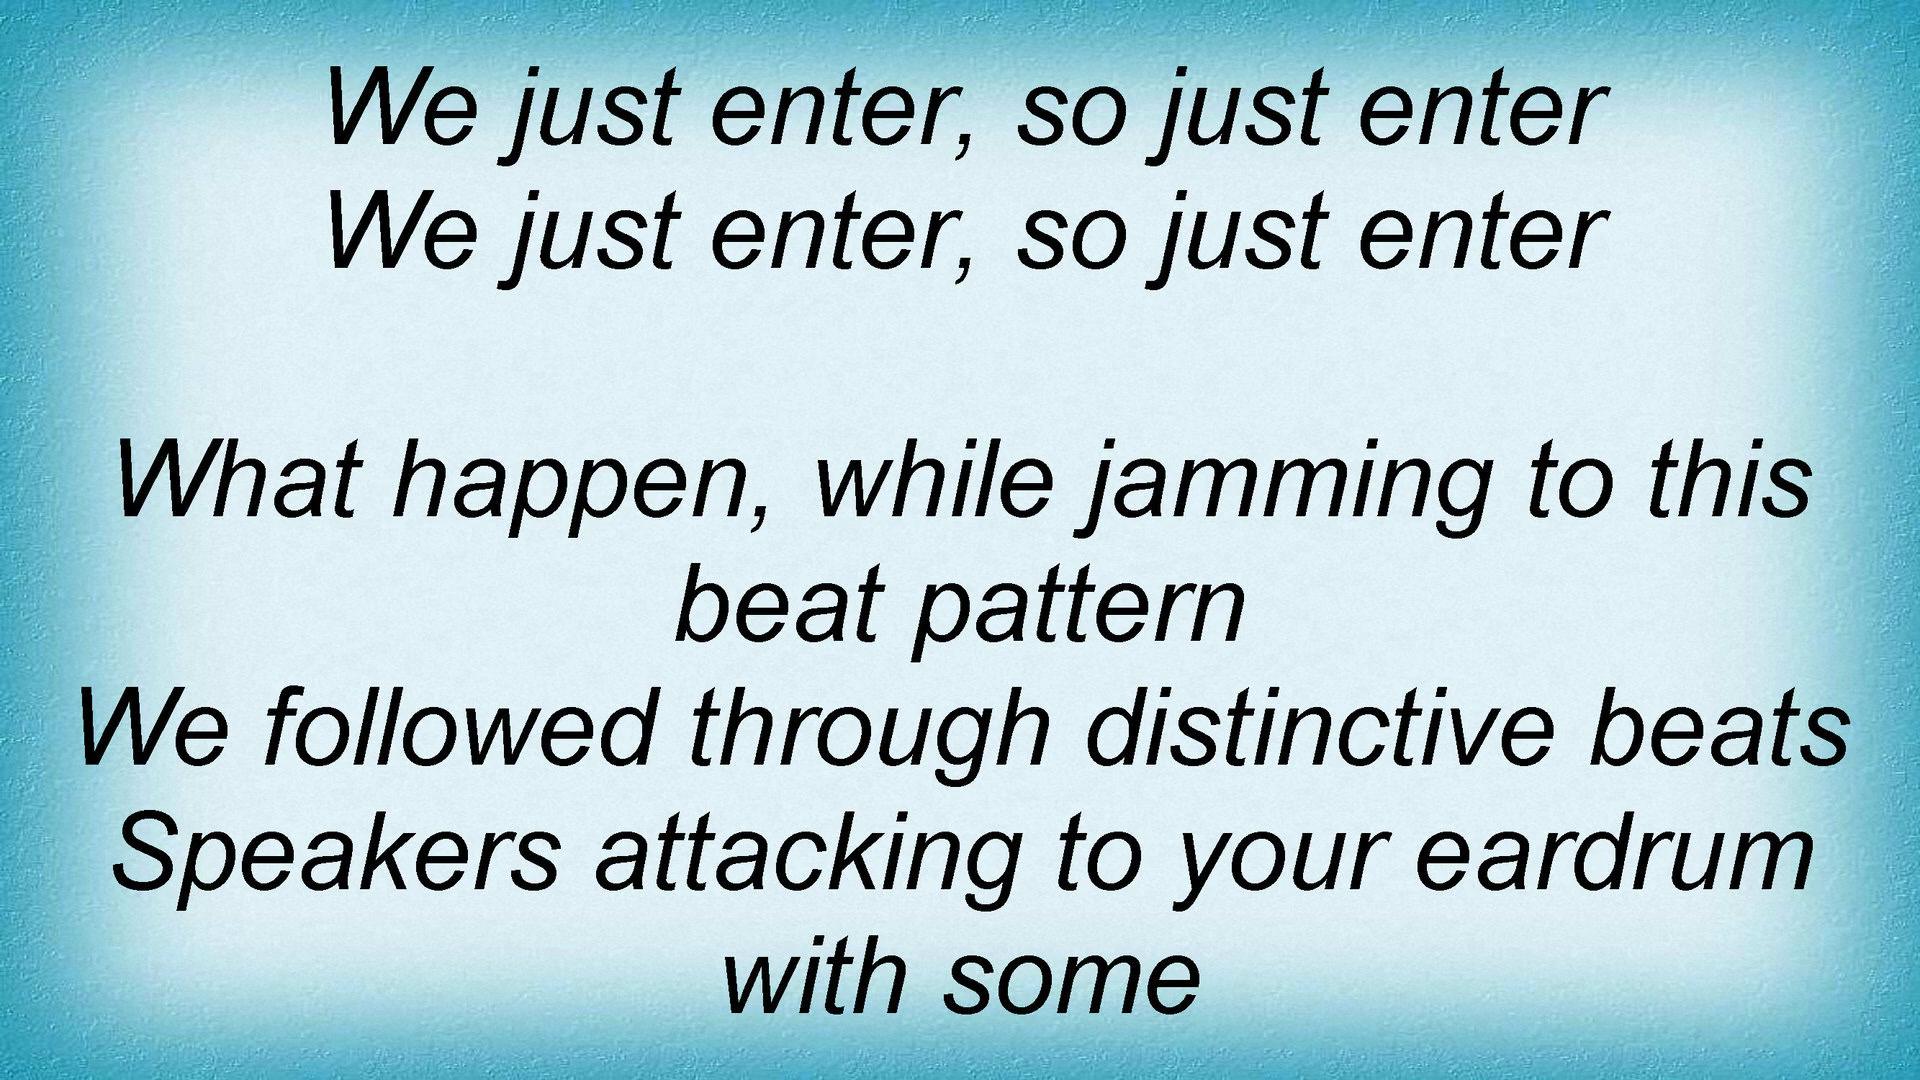 We just enter, so just enter
We just enter, so just enter
What happen, while jamming to this
beat pattern
We followed through distinctive beats
Speakers attacking to your eardrum
with some